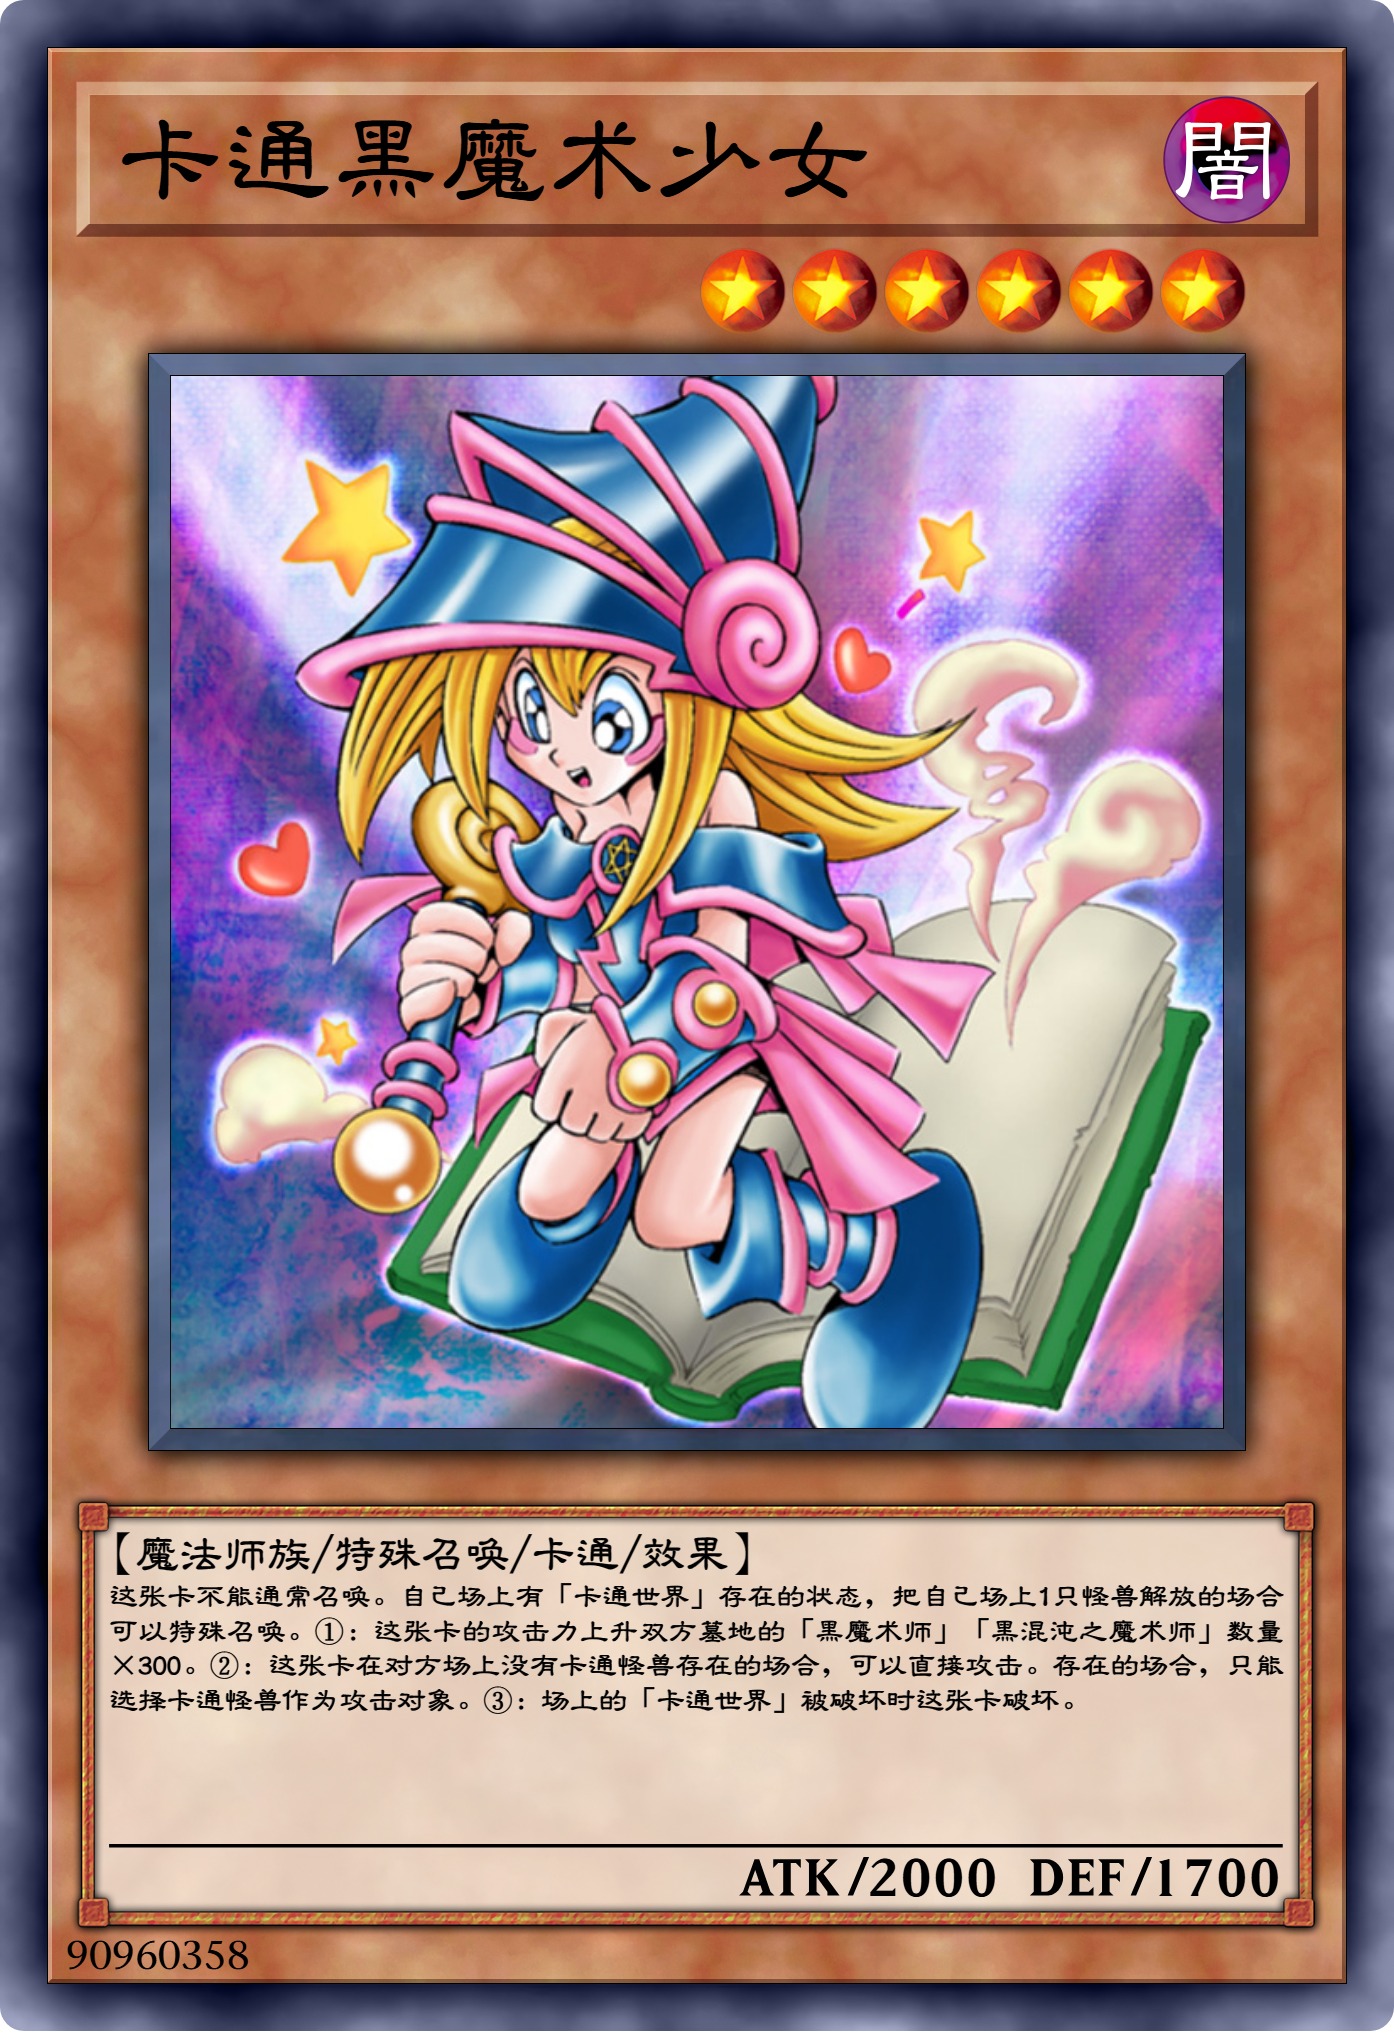 卡通黑魔术少女
闇
【魔法师族/特殊召唤/卡通/效果】
这张卡不能通常召唤。自己场上有「卡通世界」存在的状态，把自己场上1只怪兽解放的场合
可以特殊召唤。①：这张卡的攻击力上升双方墓地的「黑魔术师」「黑混沌之魔术师」数量
×300。②：这张卡在对方场上没有卡通怪兽存在的场合，可以直接攻击。存在的场合，只能
选择卡通怪兽作为攻击对象。③：场上的「卡通世界」被破坏时这张卡破坏。
ATK/2000 DEF/1700
90960358